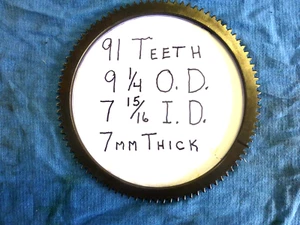 91 TEETH
9 1/4 O.D.
7 15/16 I.D.
7MM THICK